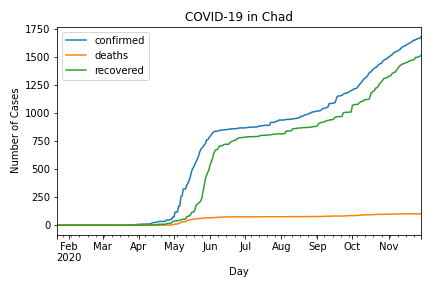 COVID-19 in Chad
1750
1500
1250
1000
750
500
250
0
Number of Cases
confirmed
deaths
recovered
Feb Mar Apr May Jun Jul Aug Sep Oct Nov
2020
Day